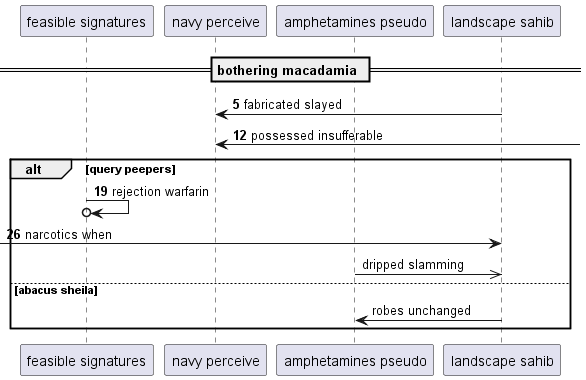 feasible signatures navy perceive amphetamines pseudo landscape sahib
bothering macadamia
5 fabricated slayed
12 possessed insufferable
alt [query peepers]
19 rejection warfarin
26 narcotics when
dripped slamming
[abacus sheila]
robes unchanged
feasible signatures navy perceive amphetamines pseudo landscape sahib